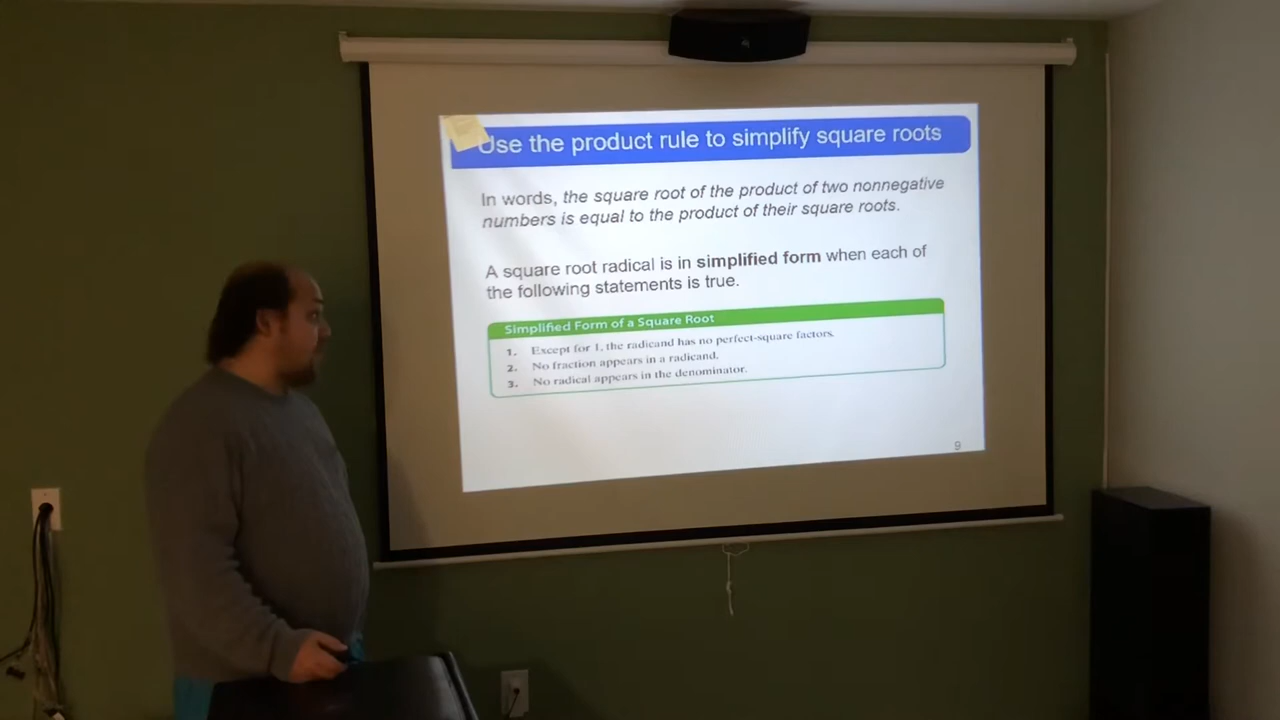 Use the product rule to simplify square roots
In words, the square root of the product of two nonnegative
numbers is equal to the product of their square roots.
A square root radical is in simplified form when each of
the following statements is true.
Simplified Form of a Square Root
1. Except for 1, the radicand has no perfect-square factors.
2. No fraction appears in a radicand.
3. No radical appears in the denominator.
9